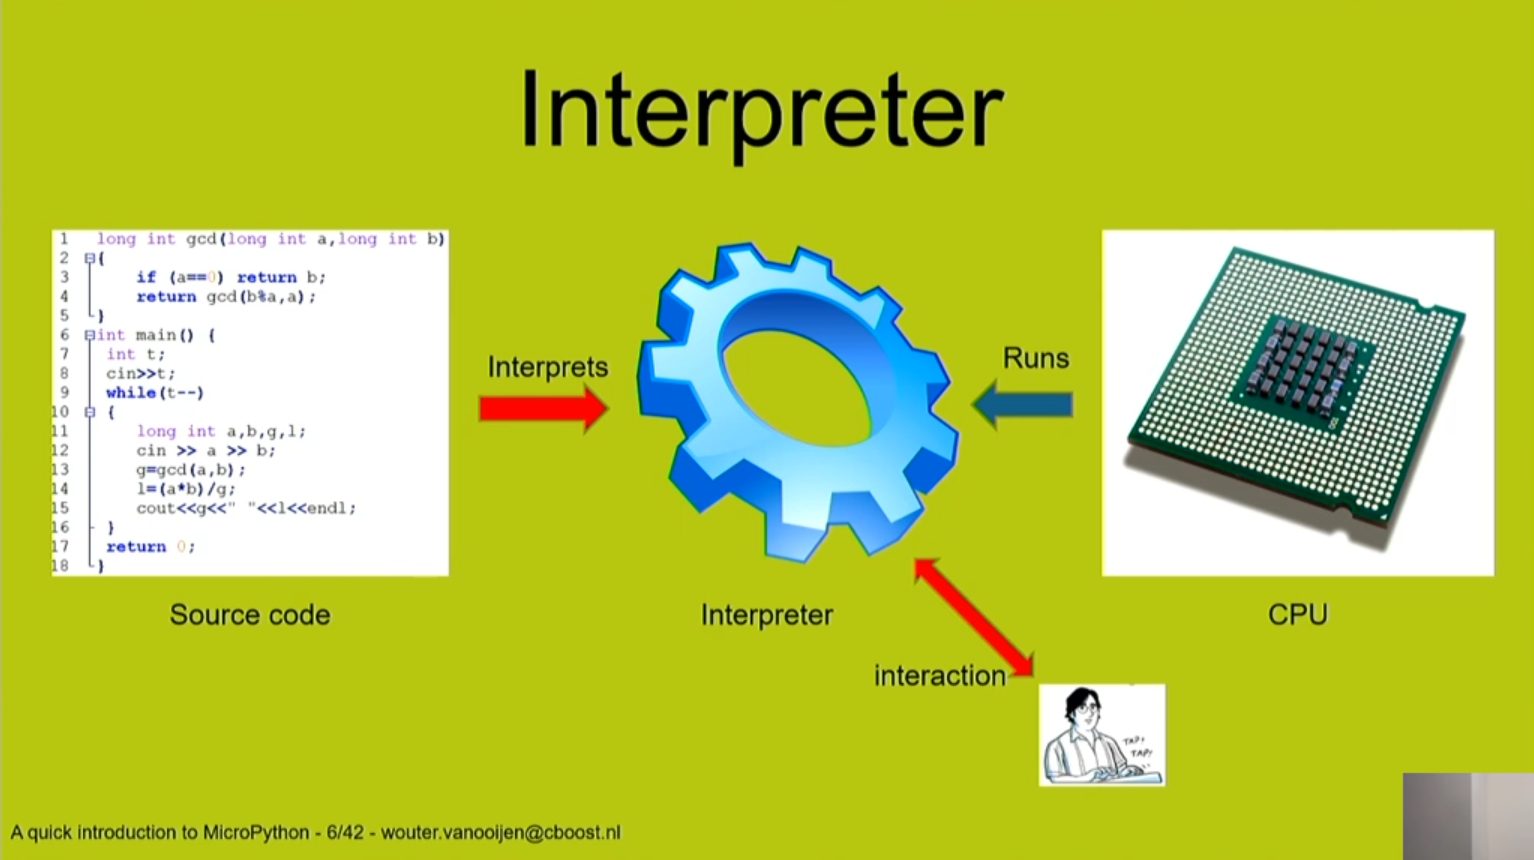 Interpreter
1 long int gcd(long int a,long int b)
2 {
3 if (a==0) return b;
4 return gcd(b%a,a);
5 }
6 int main() {
7 int t;
8 cin>>t;
9 while(t--)
10 {
11 long int a,b,g,l;
12 cin >> a >> b;
13 g=gcd(a,b);
14 l=(a*b)/g;
15 cout<<g<<" "<<l<<endl;
16 }
17 return 0;
18 }
Interprets
Runs
Source code
Interpreter
CPU
interaction
TAP!
TAP!
A quick introduction to MicroPython - 6/42 - wouter.vanooijen@cboost.nl